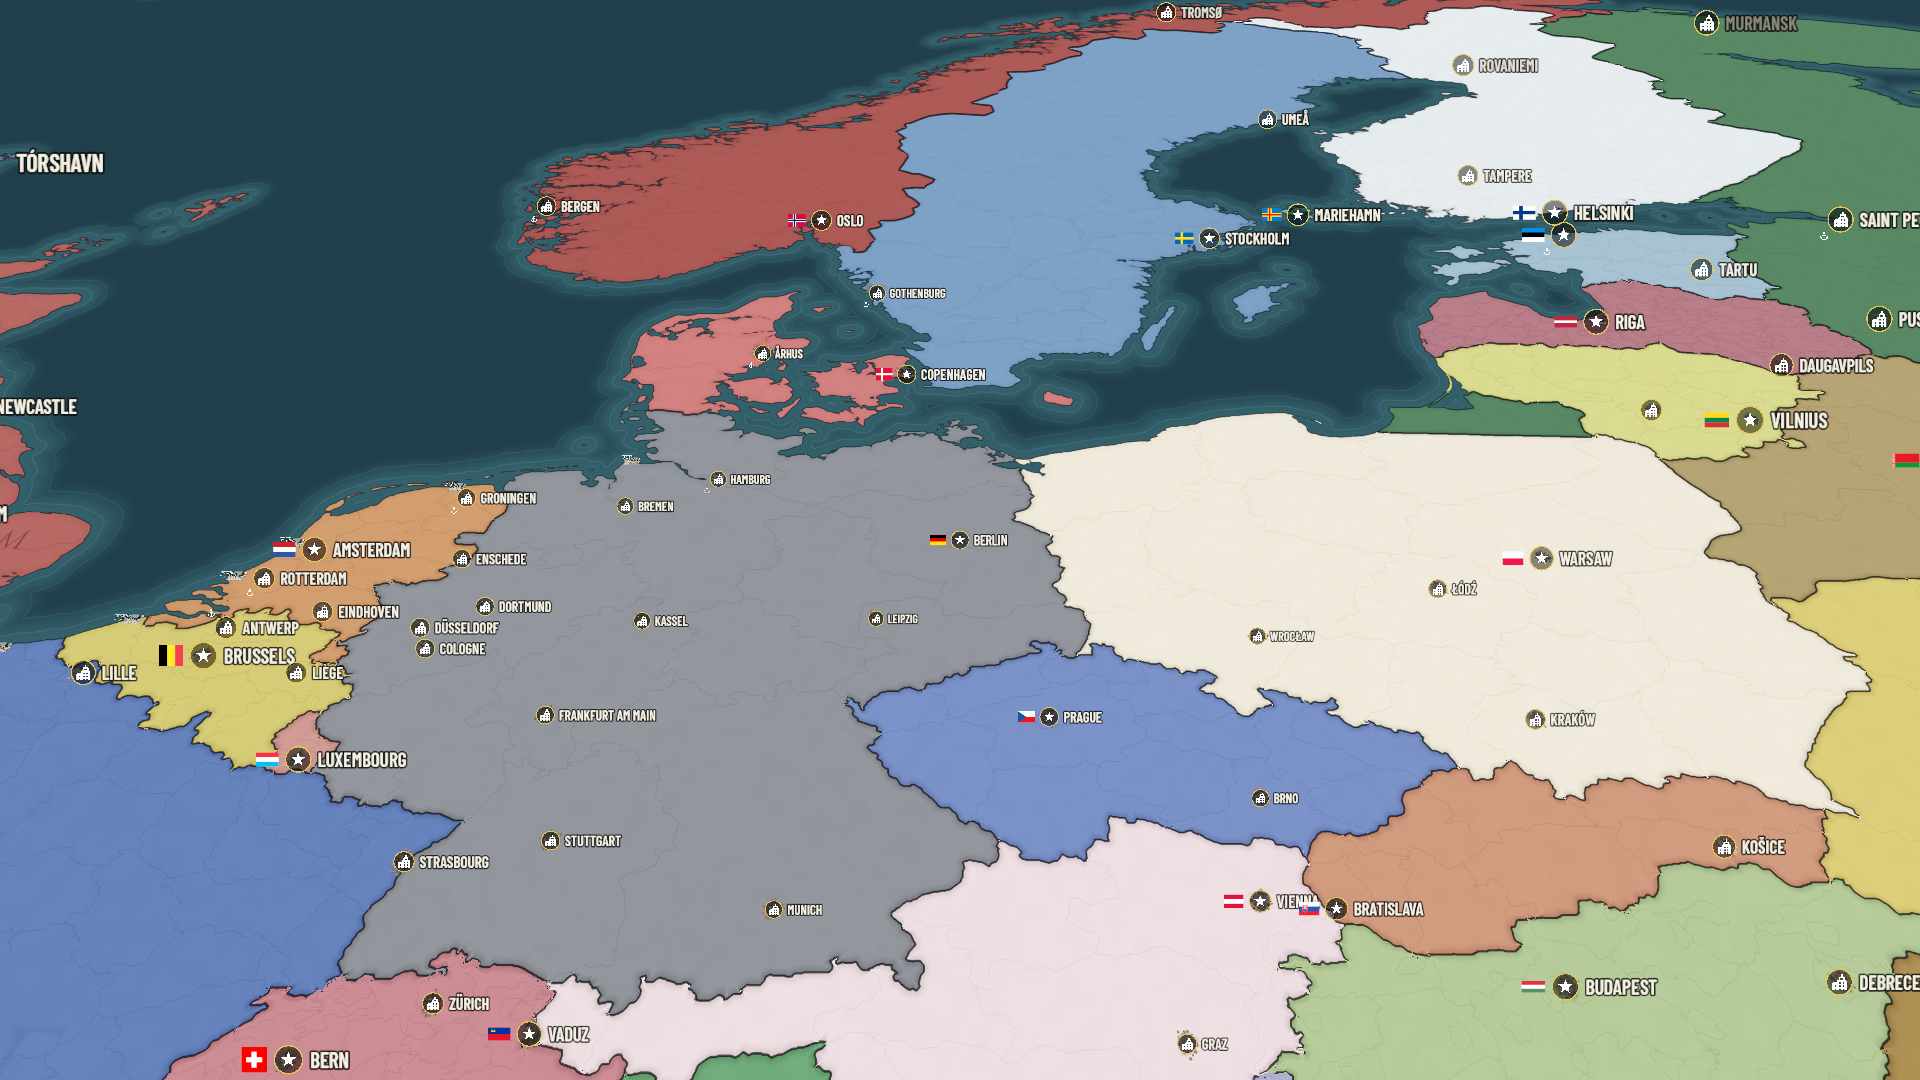 TROMSØ
MURMANSK
ROVANIEMI
UMEÅ
TÓRSHAVN
TAMPERE
BERGEN
OSLO
MARIEHAMN
HELSINKI
SAINT PE
STOCKHOLM
TARTU
GOTHENBURG
RIGA
PUS
ÅRHUS
COPENHAGEN
DAUGAVPILS
NEWCASTLE
VILNIUS
HAMBURG
GRONINGEN
BREMEN
M
M
BERLIN
AMSTERDAM
ENSCHEDE
WARSAW
ROTTERDAM
ŁÓDŹ
DORTMUND
EINDHOVEN
KASSEL
LEIPZIG
ANTWERP
DÜSSELDORF
WROCŁAW
COLOGNE
BRUSSELS
LILLE
LIÈGE
FRANKFURT AM MAIN
PRAGUE
KRAKÓW
LUXEMBOURG
BRNO
STUTTGART
KOŠICE
STRASBOURG
VIENNA
BRATISLAVA
MUNICH
DEBRECE
BUDAPEST
ZÜRICH
VADUZ
GRAZ
BERN